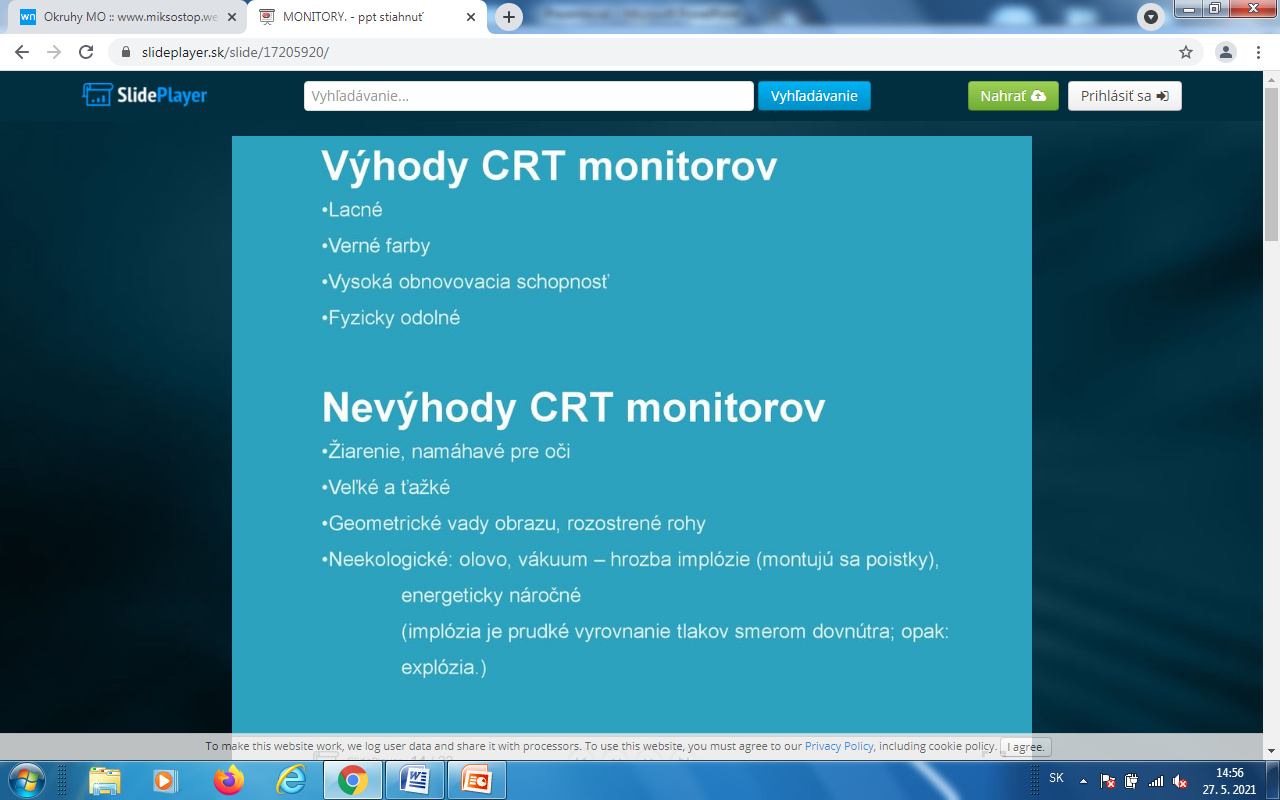 Okruhy MO :: www.miksostop.we
MONITORY. - ppt stiahnuť
slideplayer.sk/slide/17205920/
SlidePlayer
Vyhľadávanie...
Vyhľadávanie
Nahrať
Prihlásiť sa
Výhody CRT monitorov
•Lacné
•Verné farby
•Vysoká obnovovacia schopnosť
•Fyzicky odolné
Nevýhody CRT monitorov
•Žiarenie, namáhavé pre oči
•Veľké a ťažké
•Geometrické vady obrazu, rozostrené rohy
•Neekologické: olovo, vákuum – hrozba implózie (montujú sa poistky),
energeticky náročné
(implózia je prudké vyrovnanie tlakov smerom dovnútra; opak:
explózia.)
To make this website work, we log user data and share it with processors. To use this website, you must agree to our Privacy Policy, including cookie policy. I agree.
SK
14:56
27. 5. 2021